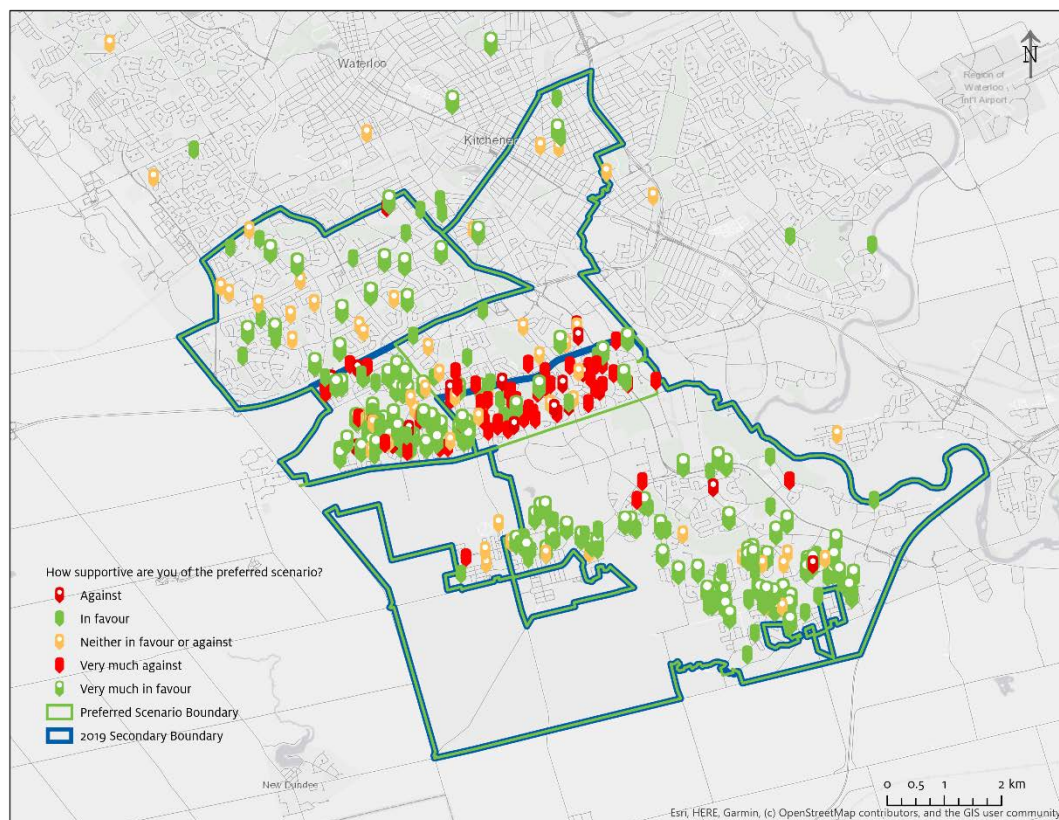 Waterloo
N
Region of
Waterloo
Int'l Airport
Kitchener
How supportive are you of the preferred scenario?
Against
In favour
Neither in favour or against
Very much against
Very much in favour
Preferred Scenario Boundary
2019 Secondary Boundary
New Dundee
0 0.5 1 2 km
Esri, HERE, Garmin, (c) OpenStreetMap contributors, and the GIS user community